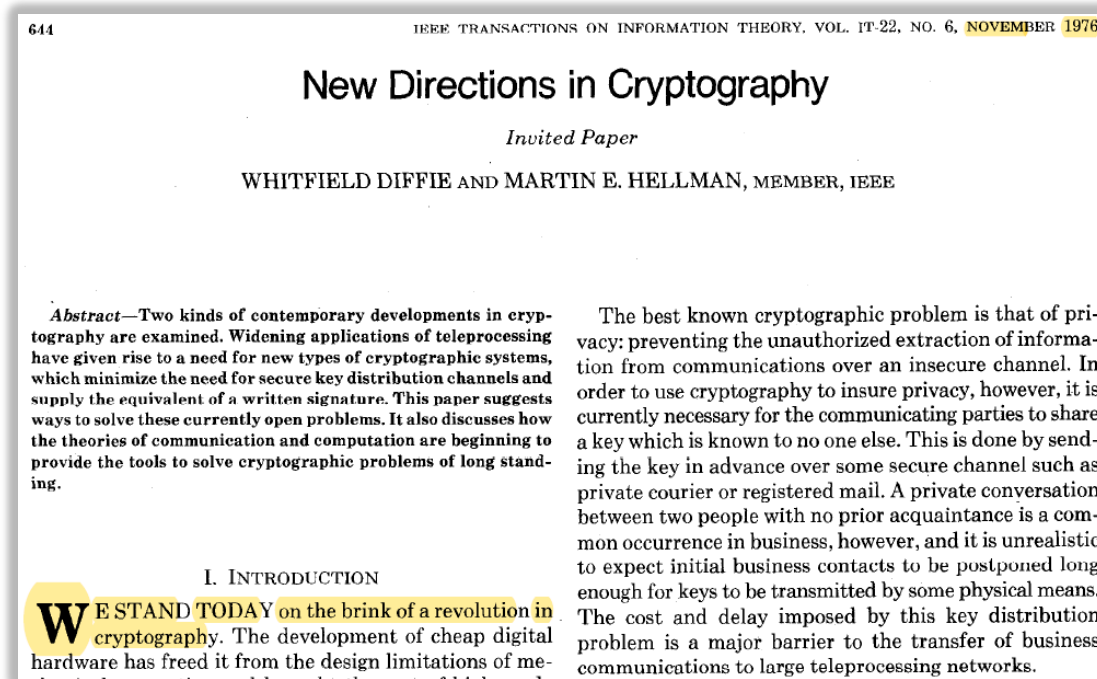 644
IEEE TRANSACTIONS ON INFORMATION THEORY, VOL. IT-22, NO. 6, NOVEMBER 1976
New Directions in Cryptography
Invited Paper
WHITFIELD DIFFIE AND MARTIN E. HELLMAN, MEMBER, IEEE
Abstract—Two kinds of contemporary developments in cryp-
tography are examined. Widening applications of teleprocessing
have given rise to a need for new types of cryptographic systems,
which minimize the need for secure key distribution channels and
supply the equivalent of a written signature. This paper suggests
ways to solve these currently open problems. It also discusses how
the theories of communication and computation are beginning to
provide the tools to solve cryptographic problems of long stand-
ing.
I. INTRODUCTION
WE STAND TODAY on the brink of a revolution in
cryptography. The development of cheap digital
hardware has freed it from the design limitations of me-
The best known cryptographic problem is that of pri-
vacy: preventing the unauthorized extraction of informa-
tion from communications over an insecure channel. In
order to use cryptography to insure privacy, however, it is
currently necessary for the communicating parties to share
a key which is known to no one else. This is done by send-
ing the key in advance over some secure channel such as
private courier or registered mail. A private conversation
between two people with no prior acquaintance is a com-
mon occurrence in business, however, and it is unrealistic
to expect initial business contacts to be postponed long
enough for keys to be transmitted by some physical means.
The cost and delay imposed by this key distribution
problem is a major barrier to the transfer of business
communications to large teleprocessing networks.